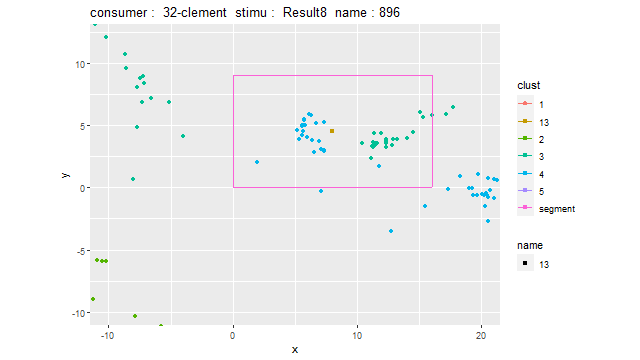 consumer : 32-clement stimu : Result8 name : 896
clust
1
13
2
3
4
5
segment
name
13
10
5
0
-5
-10
y
-10
0
10
20
x